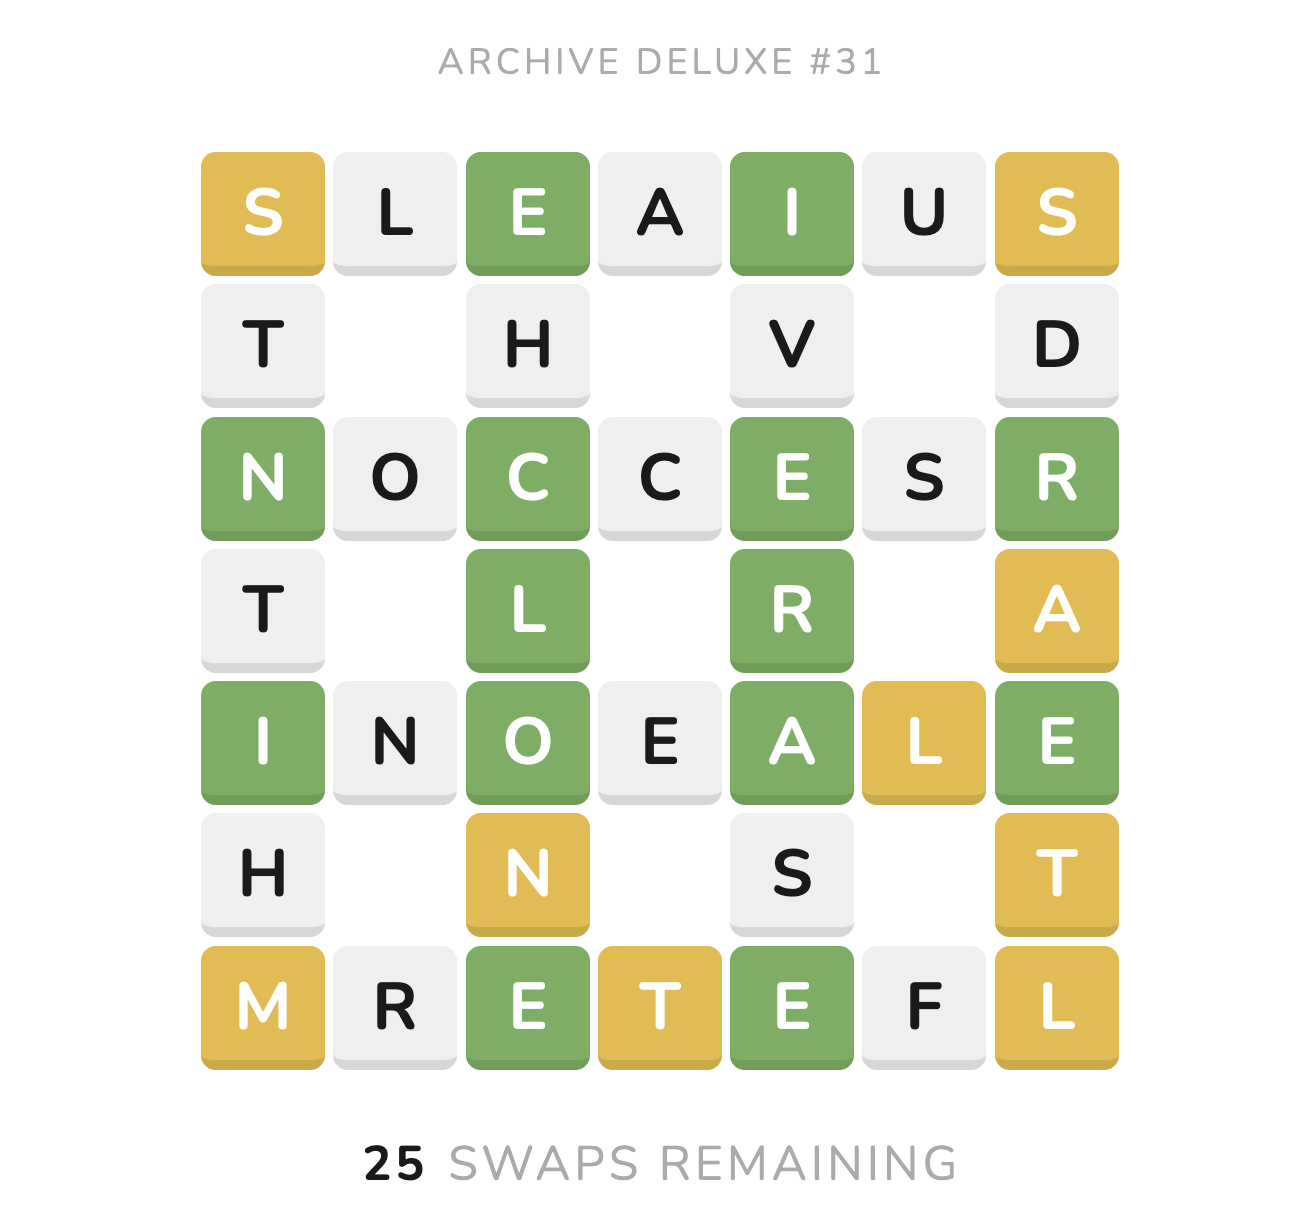 ARCHIVE DELUXE #31
S L E A I U S
T H V D
N O C C E S R
T L R A
I N O E A L E
H N S T
M R E T E F L
25 SWAPS REMAINING